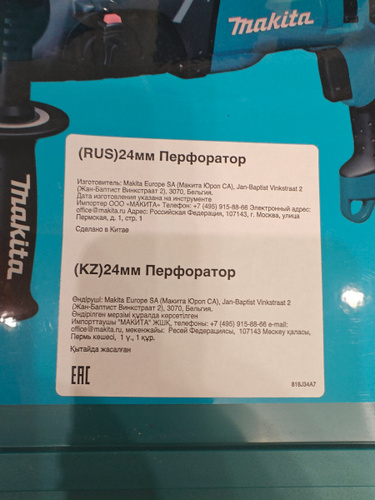 makita
makita
(RUS)24мм Перфоратор
Изготовитель: Makita Europe SA (Макита Юроп СА), Jan-Baptist Vinkstraat 2
(Жан-Баптист Винкстраат 2), 3070, Бельгия.
Дата изготовления указана на инструменте
Импортер ООО «МАКИТА» Телефон: +7 (495) 915-88-66 Электронный адрес:
office@makita.ru Адрес: Российская Федерация, 107143, г. Москва, улица
Пермская, д. 1, стр. 1
Сделано в Китае
(KZ)24мм Перфоратор
Өндіруші: Makita Europe SA (Макита Юроп СА), Jan-Baptist Vinkstraat 2
(Жан-Баптист Винкстраат 2), 3070, Бельгия.
Өндірілген мерзімі құралда көрсетілген
Импорттаушы "МАКИТА" ЖШҚ, телефоны: +7 (495) 915-88-66 e-mail:
office@makita.ru, мекенжайы: Ресей Федерациясы, 107143 Мәскеу қаласы,
Пермь көшесі, 1 ү., 1 құр.
Қытайда жасалған
EAC
818J34A7